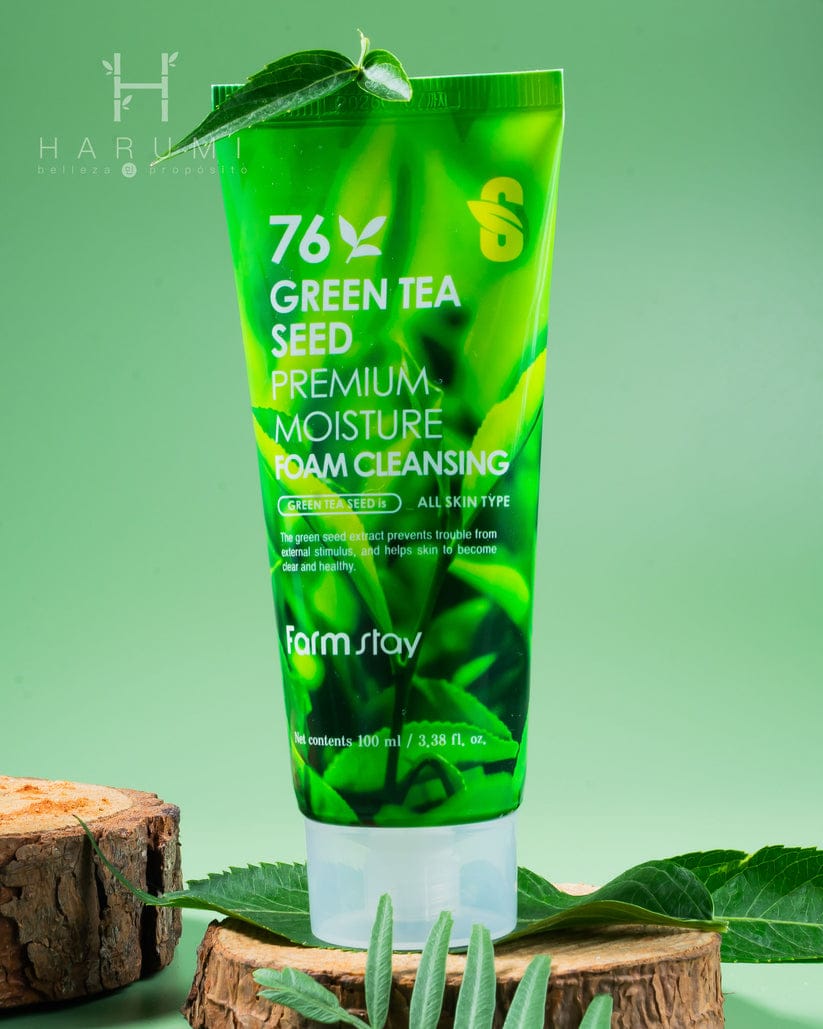 H
HARUMI
belleza en propósito
76
GREEN TEA
SEED
PREMIUM
MOISTURE
FOAM CLEANSING
GREEN TEA SEED is _ ALL SKIN TYPE
The green seed extract prevents trouble from
external stimulus, and helps skin to become
clear and healthy.
Farmstay
Net contents 100 ml / 3.38 fl. oz.